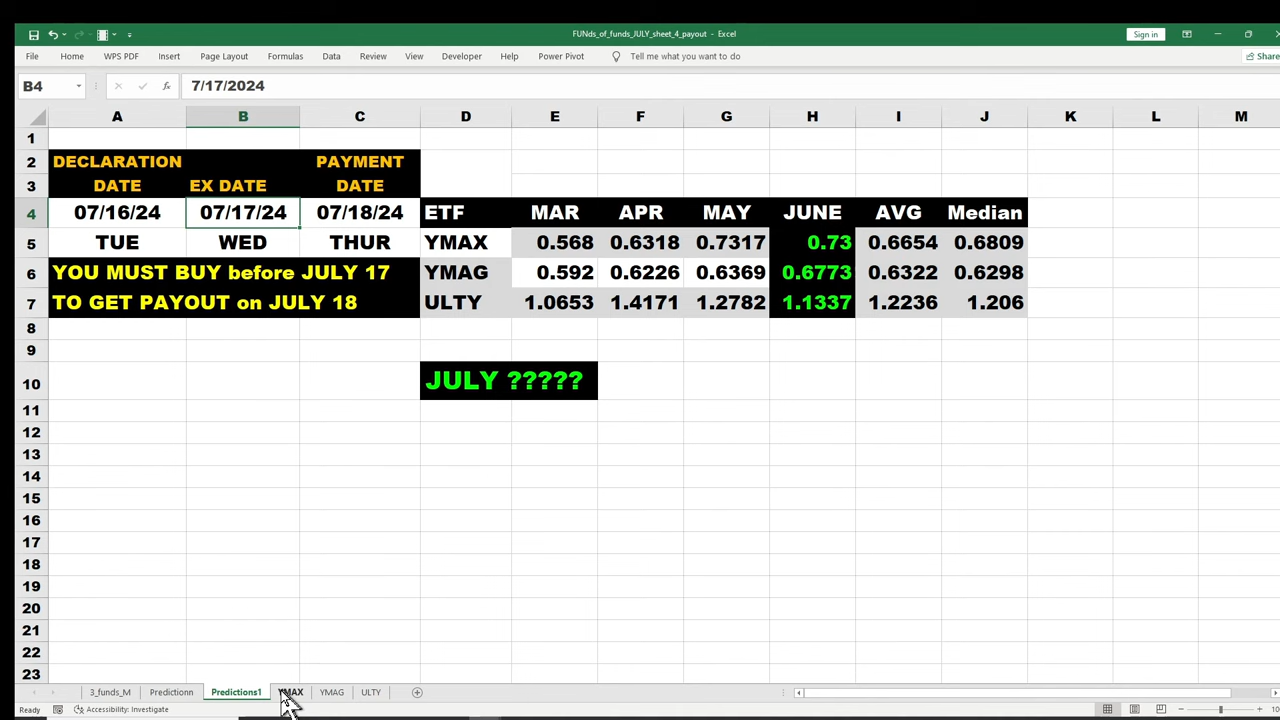 FUNds_of_funds_JULY_sheet_4_payout - Excel
Sign in
File Home WPS PDF Insert Page Layout Formulas Data Review View Developer Help Power Pivot Tell me what you want to do Share
B4 fx 7/17/2024
A B C D E F G H I J K L M
1
2 DECLARATION PAYMENT
3 DATE EX DATE DATE
4 07/16/24 07/17/24 07/18/24 ETF MAR APR MAY JUNE AVG Median
5 TUE WED THUR YMAX 0.568 0.6318 0.7317 0.73 0.6654 0.6809
6 YOU MUST BUY before JULY 17 YMAG 0.592 0.6226 0.6369 0.6773 0.6322 0.6298
7 TO GET PAYOUT on JULY 18 ULTY 1.0653 1.4171 1.2782 1.1337 1.2236 1.206
8
9
10 JULY ?????
11
12
13
14
15
16
17
18
19
20
21
22
23
3_funds_M Predictionn Predictions1 YMAX YMAG ULTY
Ready Accessibility: Investigate